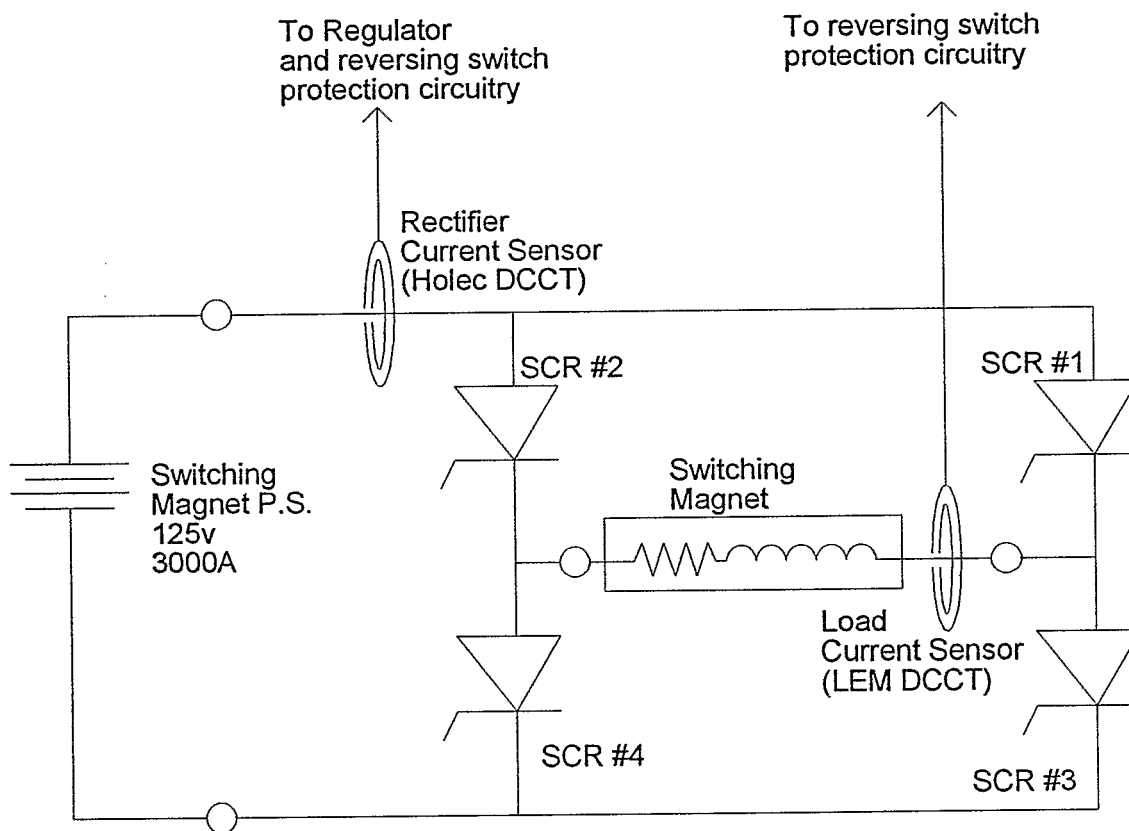 To Regulator
and reversing switch
protection circuitry
To reversing switch
protection circuitry
Rectifier
Current Sensor
(Holec DCCT)
SCR #2
SCR #1
Switching
Magnet P.S.
125v
3000A
Switching
Magnet
Load
Current Sensor
(LEM DCCT)
SCR #4
SCR #3